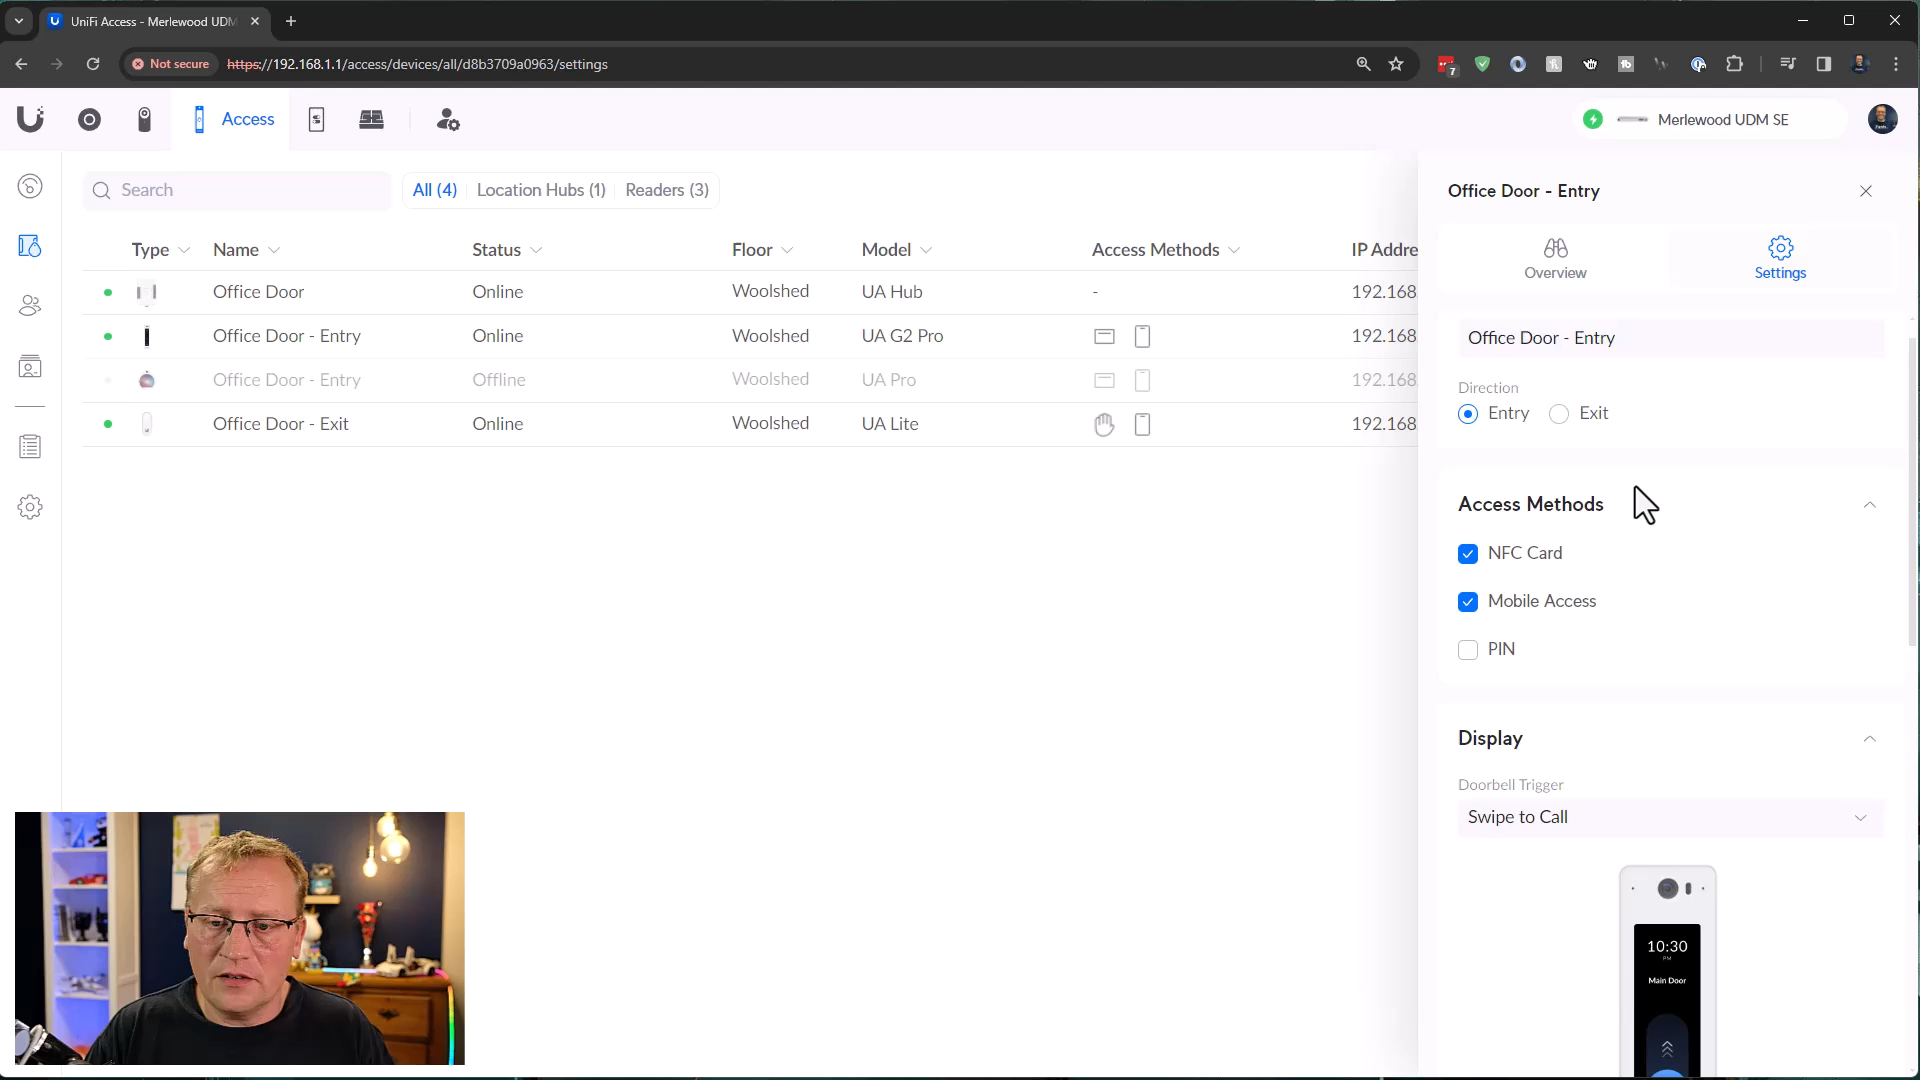 UniFi Access - Merlewood UDM
Not secure
https://192.168.1.1/access/devices/all/d8b3709a0963/settings
7
Access
Merlewood UDM SE
Search
All (4)
Location Hubs (1)
Readers (3)
Type
Name
Status
Floor
Model
Access Methods
IP Addre
Office Door
Online
Woolshed
UA Hub
-
192.168
Office Door - Entry
Online
Woolshed
UA G2 Pro
192.168
Office Door - Entry
Offline
Woolshed
UA Pro
192.168
Office Door - Exit
Online
Woolshed
UA Lite
192.168
Office Door - Entry
Overview
Settings
Office Door - Entry
Direction
Entry
Exit
Access Methods
NFC Card
Mobile Access
PIN
Display
Doorbell Trigger
Swipe to Call
10:30
PM
Main Door